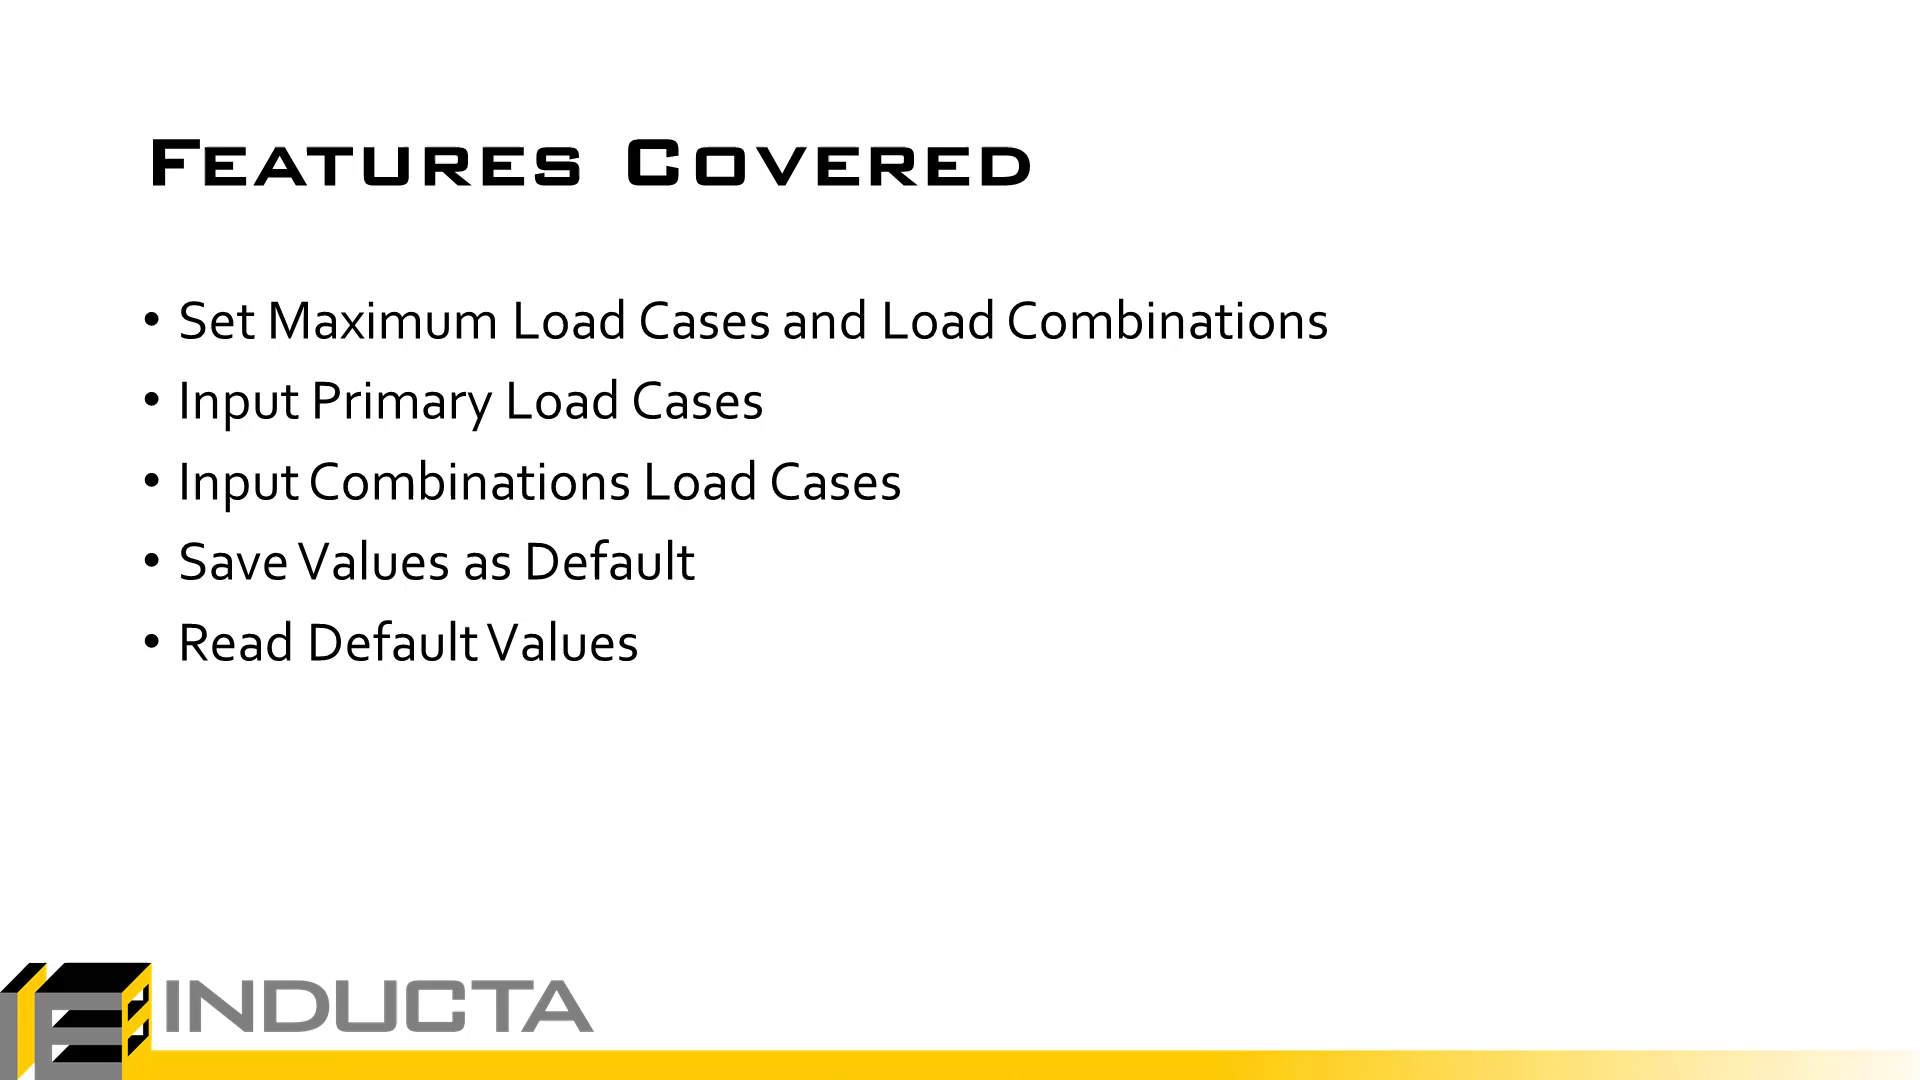 Features Covered
• Set Maximum Load Cases and Load Combinations
• Input Primary Load Cases
• Input Combinations Load Cases
• Save Values as Default
• Read Default Values
INDUCTA